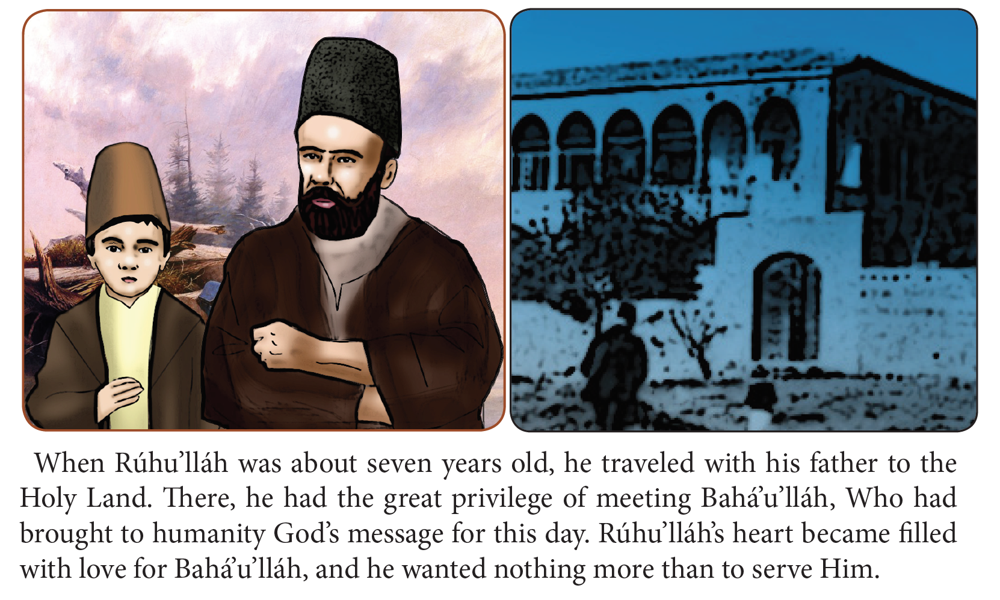 When Rúhu’lláh was about seven years old, he traveled with his father to the
Holy Land. There, he had the great privilege of meeting Bahá’u’lláh, Who had
brought to humanity God’s message for this day. Rúhu’lláh’s heart became filled
with love for Bahá’u’lláh, and he wanted nothing more than to serve Him.